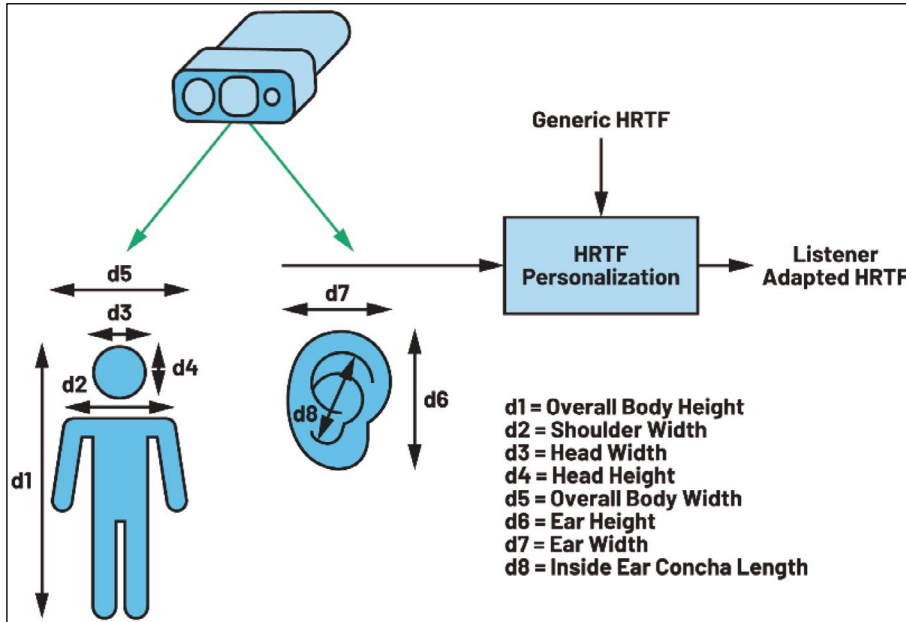 Generic HRTF
HRTF
Personalization
Listener
Adapted HRTF
d5
d3
d4
d2
d1
d7
d8
d6
d1 = Overall Body Height
d2 = Shoulder Width
d3 = Head Width
d4 = Head Height
d5 = Overall Body Width
d6 = Ear Height
d7 = Ear Width
d8 = Inside Ear Concha Length